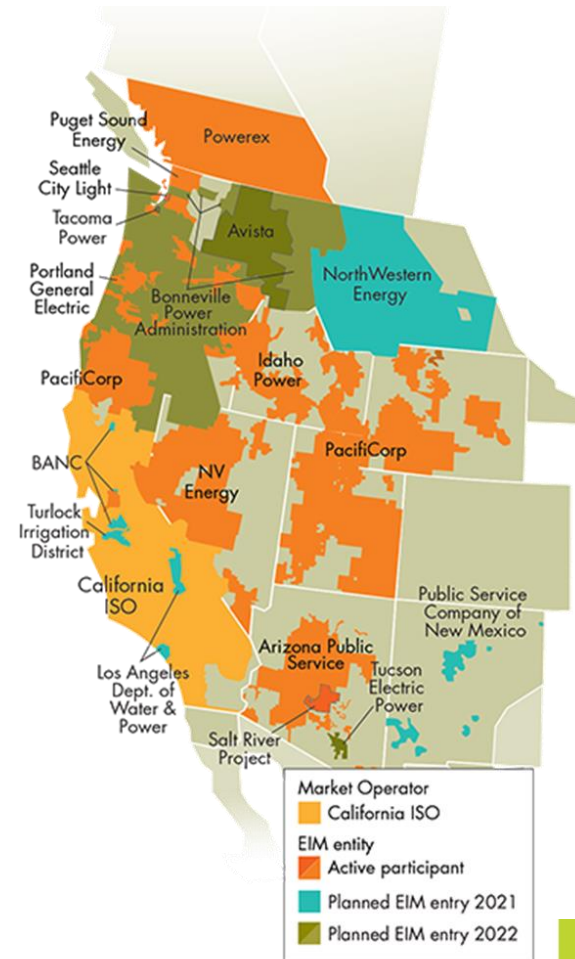 Powerex
Puget Sound
Energy
Seattle
City Light
Tacoma
Power
Avista
NorthWestern
Energy
Portland
General
Electric
Bonneville
Power
Administration
Idaho
Power
PacifiCorp
PacifiCorp
BANC
NV
Energy
Turlock
Irrigation
District
California
ISO
Public Service
Company of
New Mexico
Arizona Public
Service
Los Angeles
Dept. of
Water &
Power
Tucson
Electric
Power
Salt River
Project
Market Operator
California ISO
EIM entity
Active participant
Planned EIM entry 2021
Planned EIM entry 2022